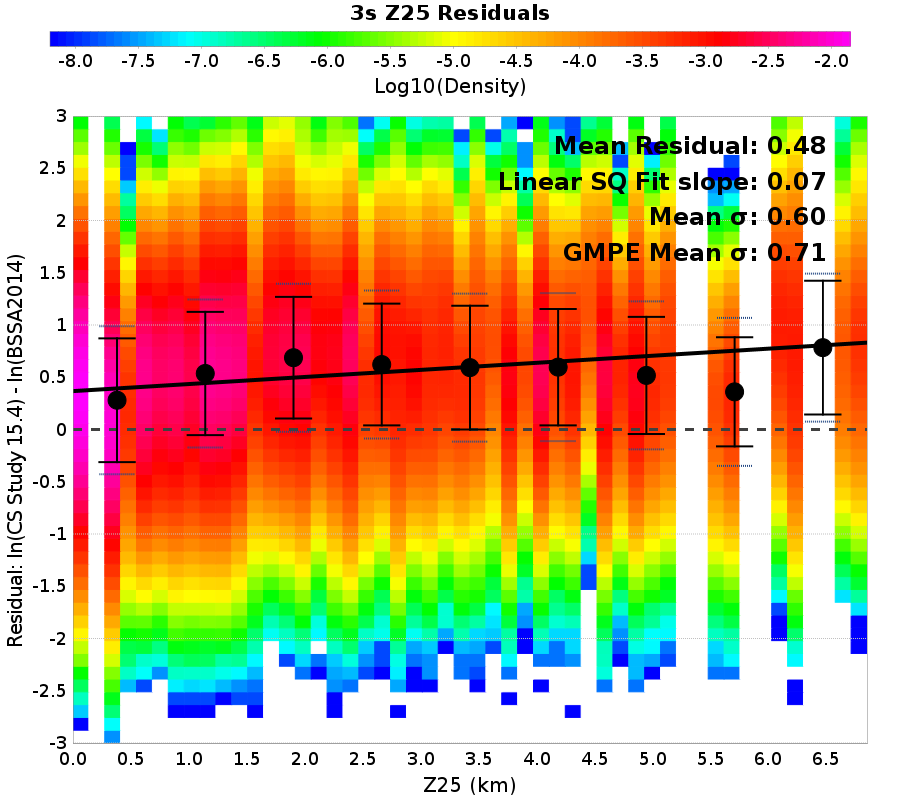 3s Z25 Residuals
-8.0 -7.5 -7.0 -6.5 -6.0 -5.5 -5.0 -4.5 -4.0 -3.5 -3.0 -2.5 -2.0
Log10(Density)
Mean Residual: 0.48
Linear SQ Fit slope: 0.07
Mean σ: 0.60
GMPE Mean σ: 0.71
Residual: ln(CS Study 15.4) - ln(BSSA2014)
3
2.5
2
1.5
1
0.5
0
-0.5
-1
-1.5
-2
-2.5
-3
0.0 0.5 1.0 1.5 2.0 2.5 3.0 3.5 4.0 4.5 5.0 5.5 6.0 6.5
Z25 (km)